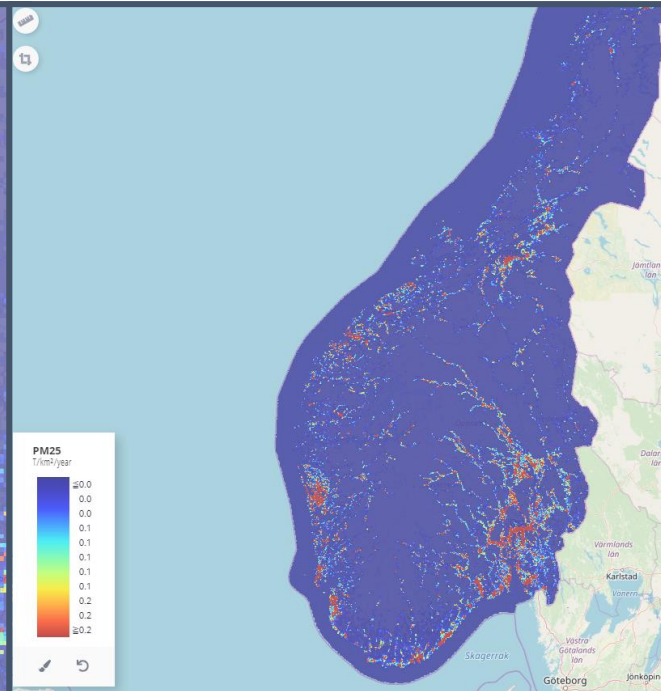 Jämtlan
län
Dalar
län
PM25
T/km²/year
≦0.0
0.0
0.0
0.1
0.1
0.1
0.1
0.1
0.2
0.2
≧0.2
Värmlands
län
Karlstad
Vänern
Västra
Götalands
län
Skagerrak
Göteborg
Jönköpin